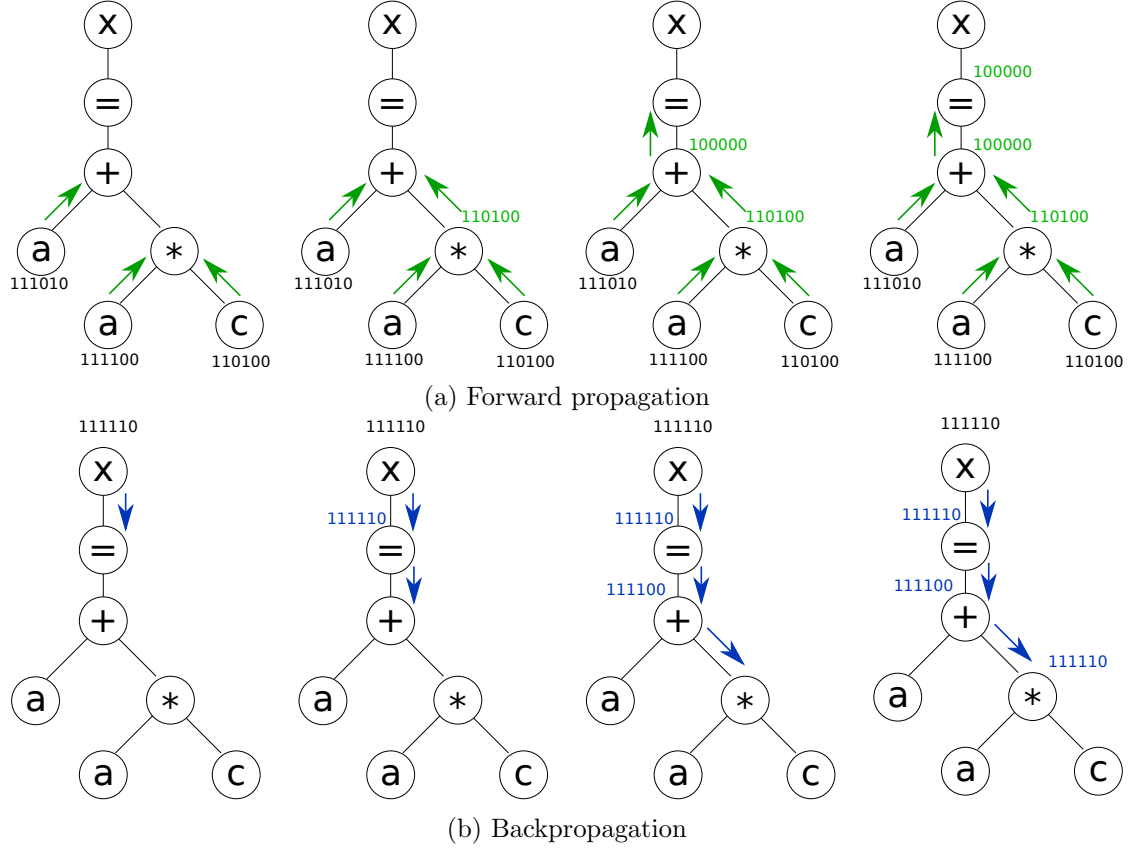 x x x x
100000
= = = =
100000 100000
+ + + +
110100 110100 110100
a * a * a * a *
111010 111010 111010 111010
a c a c a c a c
111100 110100 111100 110100 111100 110100 111100 110100
(a) Forward propagation
111110 111110 111110 111110
x x x x
111110 111110 111110
= = = =
111100 111100
+ + + +
111110
a * a * a * a *
a c a c a c a c
(b) Backpropagation